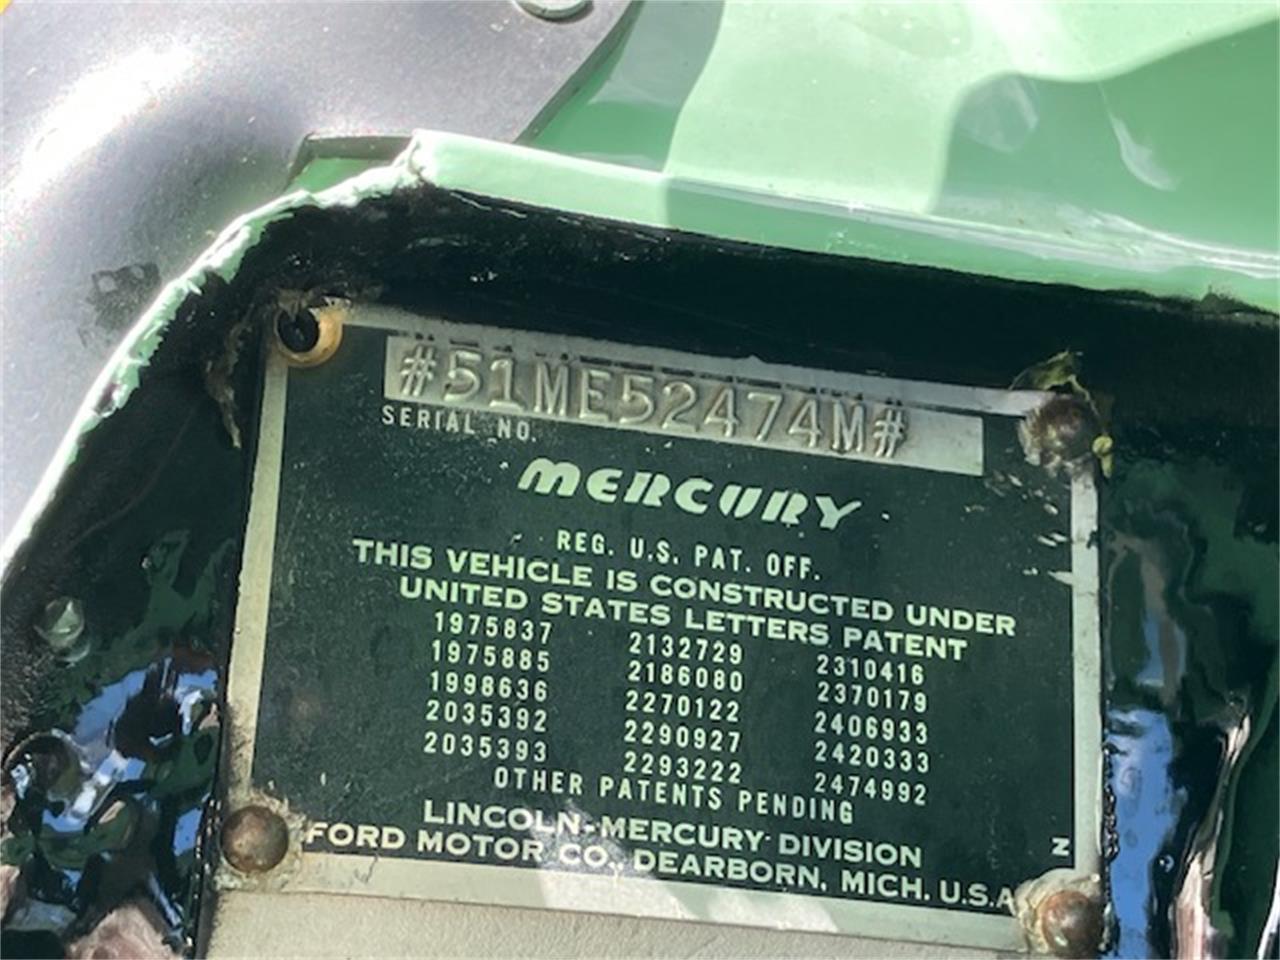 #51ME52474M#
SERIAL NO.
MERCURY
REG. U.S. PAT. OFF.
THIS VEHICLE IS CONSTRUCTED UNDER
UNITED STATES LETTERS PATENT
1975837 2132729 2310416
1975885 2186080 2370179
1998636 2270122 2406933
2035392 2290927 2420333
2035393 2293222 2474992
OTHER PATENTS PENDING
LINCOLN-MERCURY DIVISION
FORD MOTOR CO., DEARBORN, MICH. U.S.A
Z